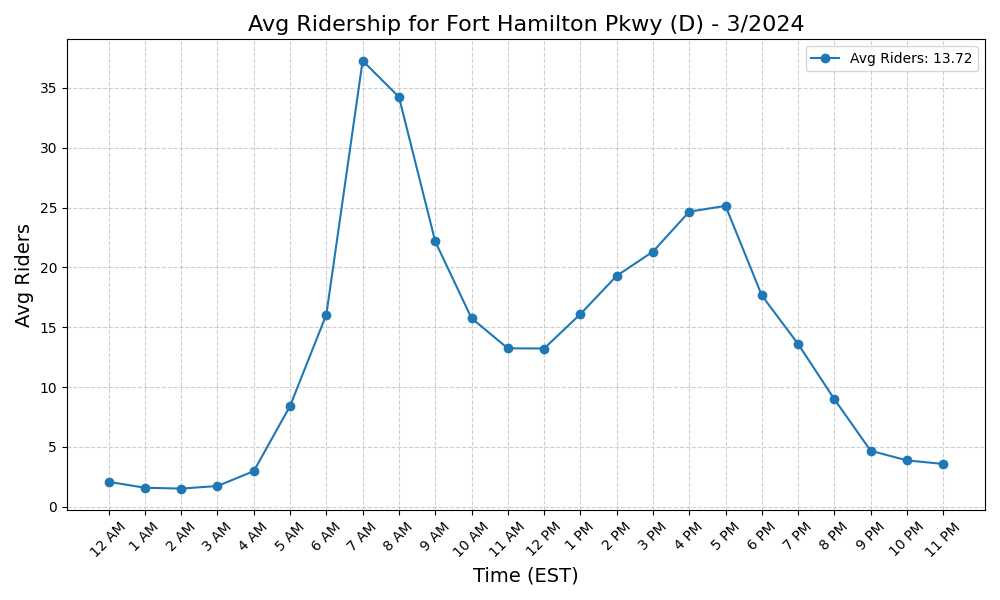 Avg Ridership for Fort Hamilton Pkwy (D) - 3/2024
Avg Riders: 13.72
Avg Riders
35
30
25
20
15
10
5
0
12 AM
1 AM
2 AM
3 AM
4 AM
5 AM
6 AM
7 AM
8 AM
9 AM
10 AM
11 AM
12 PM
1 PM
2 PM
3 PM
4 PM
5 PM
6 PM
7 PM
8 PM
9 PM
10 PM
11 PM
Time (EST)